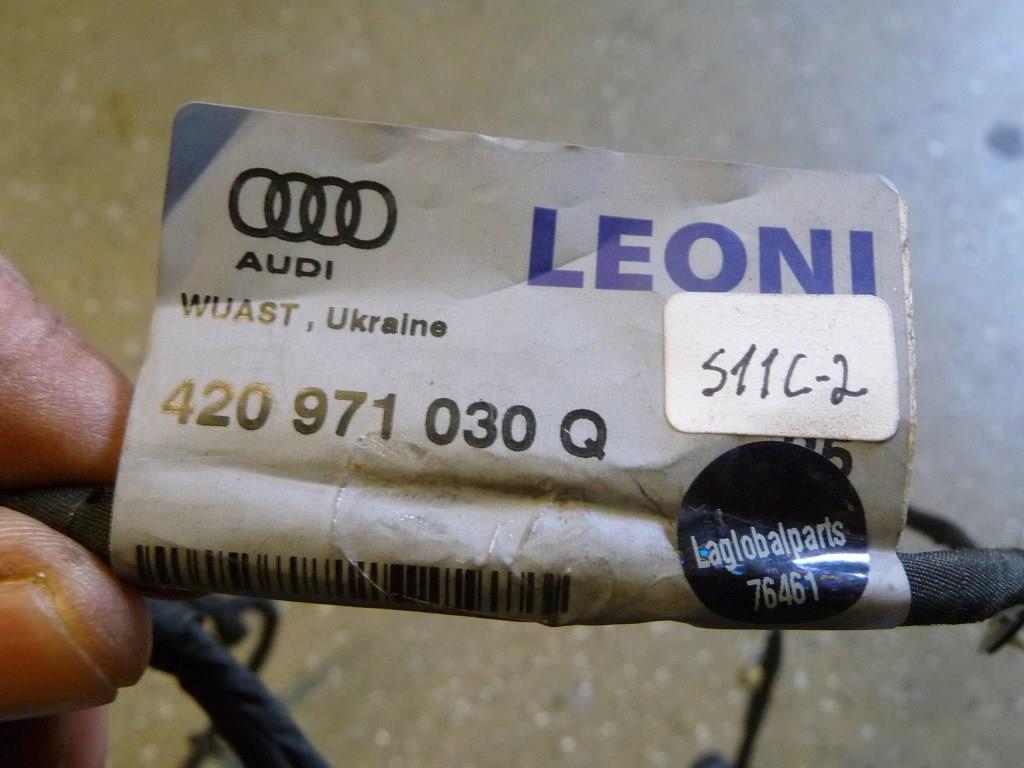 AUDI
LEONI
WUAST , Ukraine
S11C-2
420 971 030 Q
Laglobalparts
76461